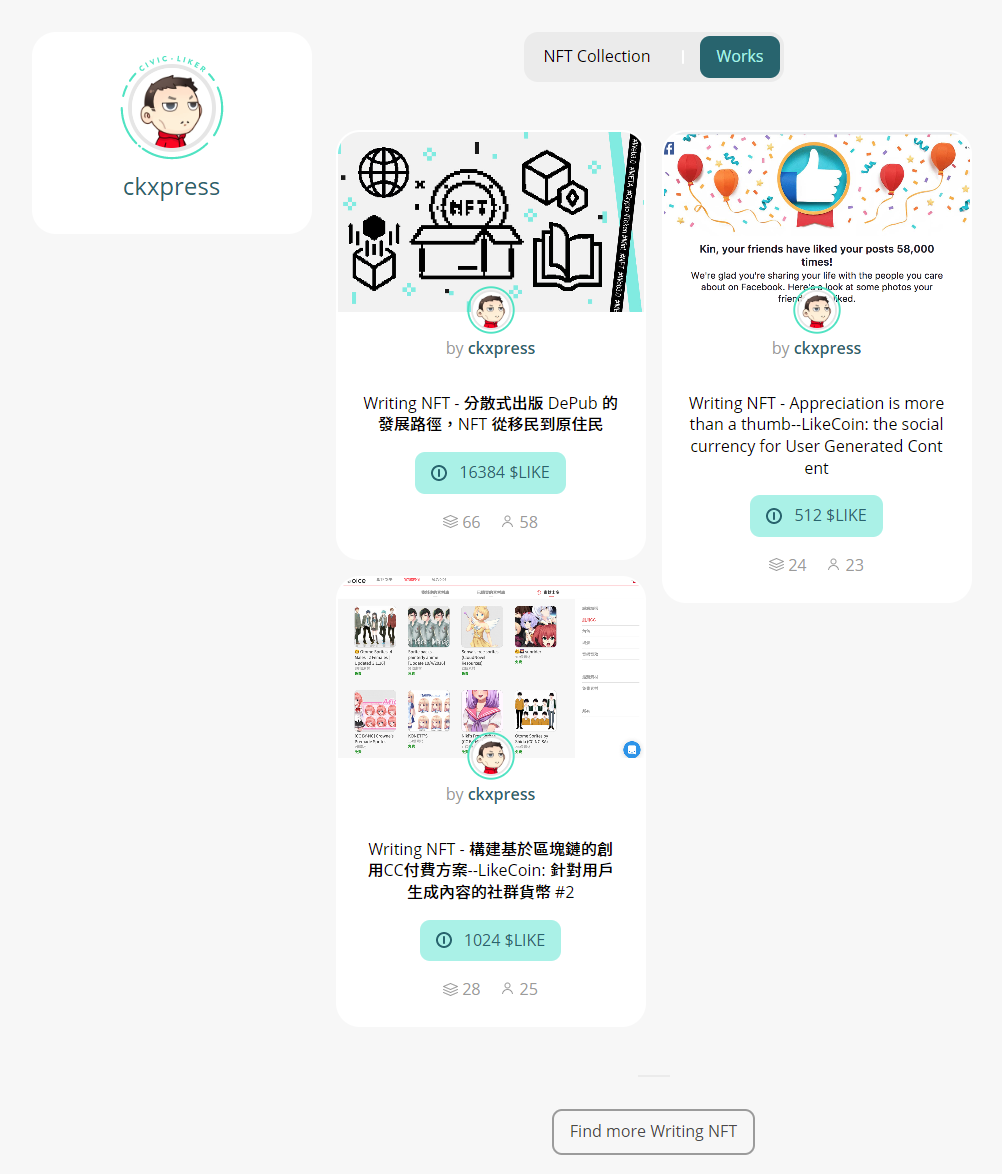 CIVIC-LIKER
ckxpress
NFT Collection
Works
NFT
by ckxpress
Writing NFT - 分散式出版 DePub 的
發展路徑，NFT 從移民到原住民
16384 $LIKE
66 58
Kin, your friends have liked your posts 58,000
times!
We're glad you're sharing your life with the people you care
about on Facebook. Here's a look at some photos your
liked.
by ckxpress
Writing NFT - Appreciation is more
than a thumb--LikeCoin: the social
currency for User Generated Cont
ent
512 $LIKE
24 23
by ckxpress
Writing NFT - 構建基於區塊鏈的創
用CC付費方案--LikeCoin: 針對用戶
生成內容的社群貨幣 #2
1024 $LIKE
28 25
Find more Writing NFT